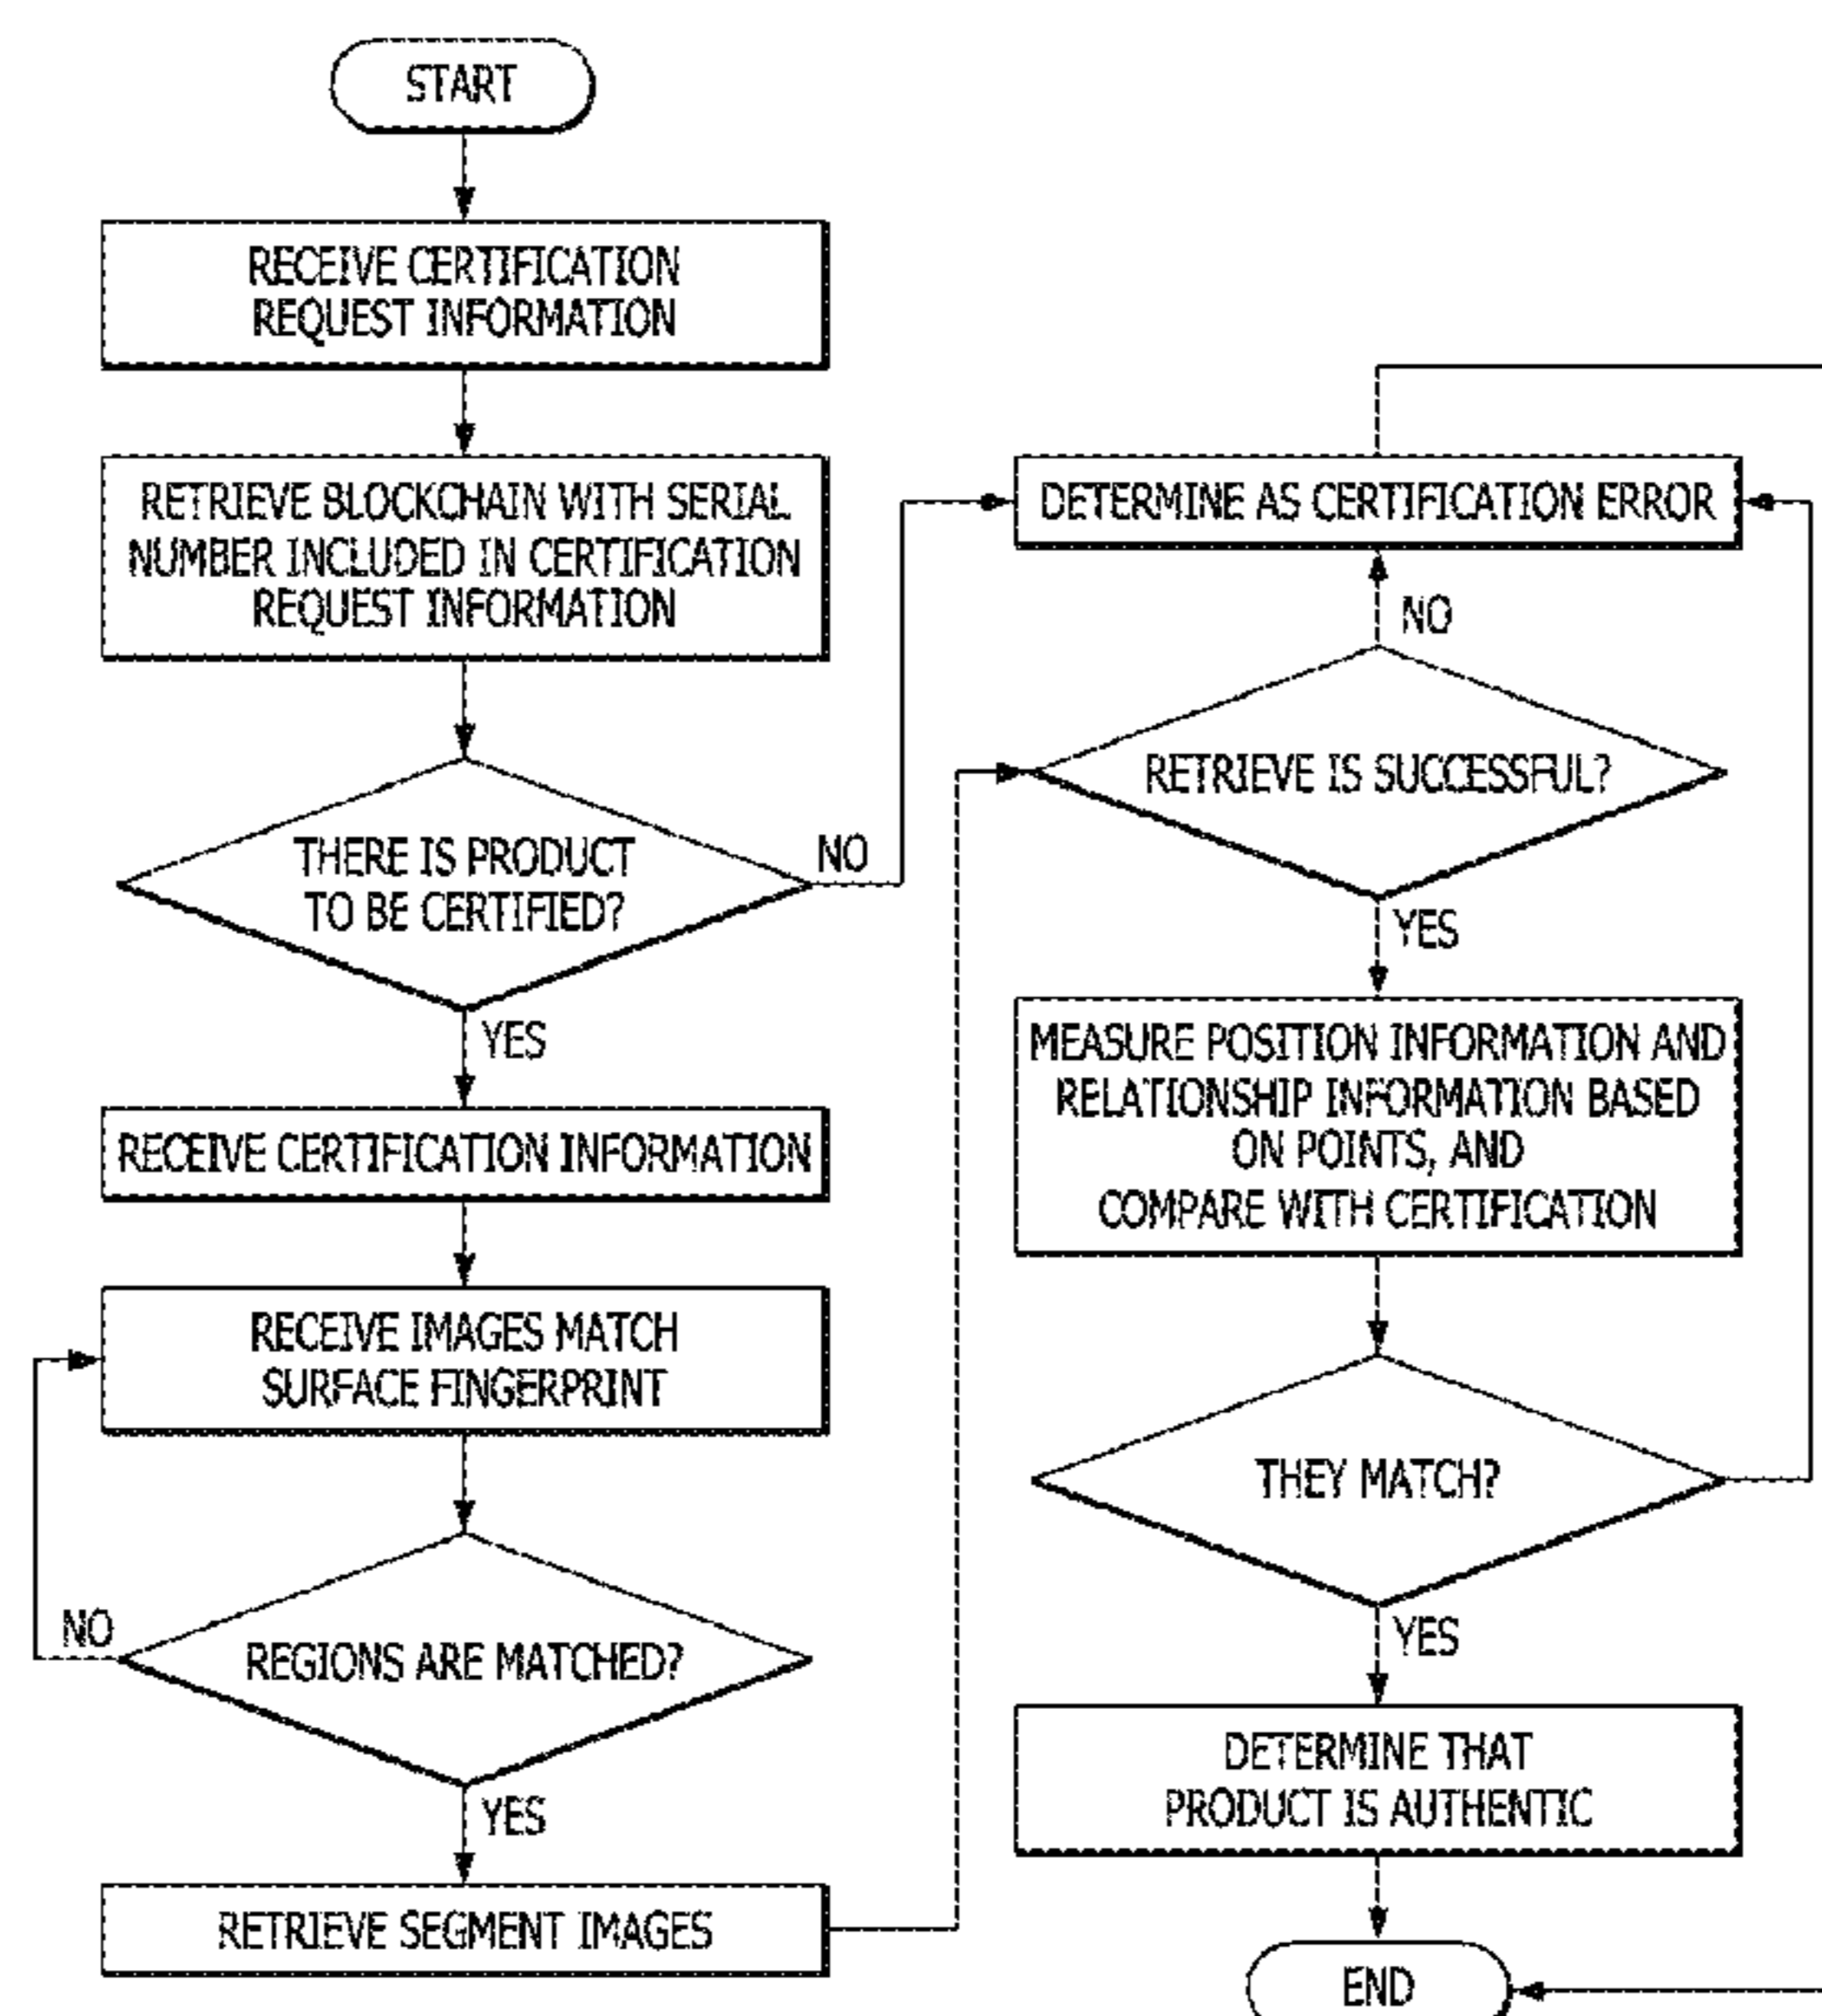 START
RECEIVE CERTIFICATION
REQUEST INFORMATION
RETRIEVE BLOCKCHAIN WITH SERIAL
NUMBER INCLUDED IN CERTIFICATION
REQUEST INFORMATION
THERE IS PRODUCT
TO BE CERTIFIED?
NO
YES
RECEIVE CERTIFICATION INFORMATION
RECEIVE IMAGES MATCH
SURFACE FINGERPRINT
REGIONS ARE MATCHED?
NO
YES
RETRIEVE SEGMENT IMAGES
DETERMINE AS CERTIFICATION ERROR
NO
RETRIEVE IS SUCCESSFUL?
YES
MEASURE POSITION INFORMATION AND
RELATIONSHIP INFORMATION BASED
ON POINTS, AND
COMPARE WITH CERTIFICATION
THEY MATCH?
YES
DETERMINE THAT
PRODUCT IS AUTHENTIC
END